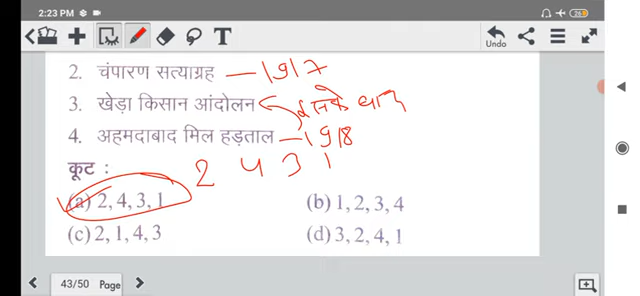 2:23 PM
Undo
2. चंपारण सत्याग्रह — 1917
3. खेड़ा किसान आंदोलन इसके बाद
4. अहमदाबाद मिल हड़ताल — 1918
कूट : 2 4 3 1
(a) 2, 4, 3, 1 (b) 1, 2, 3, 4
(c) 2, 1, 4, 3 (d) 3, 2, 4, 1
43/50